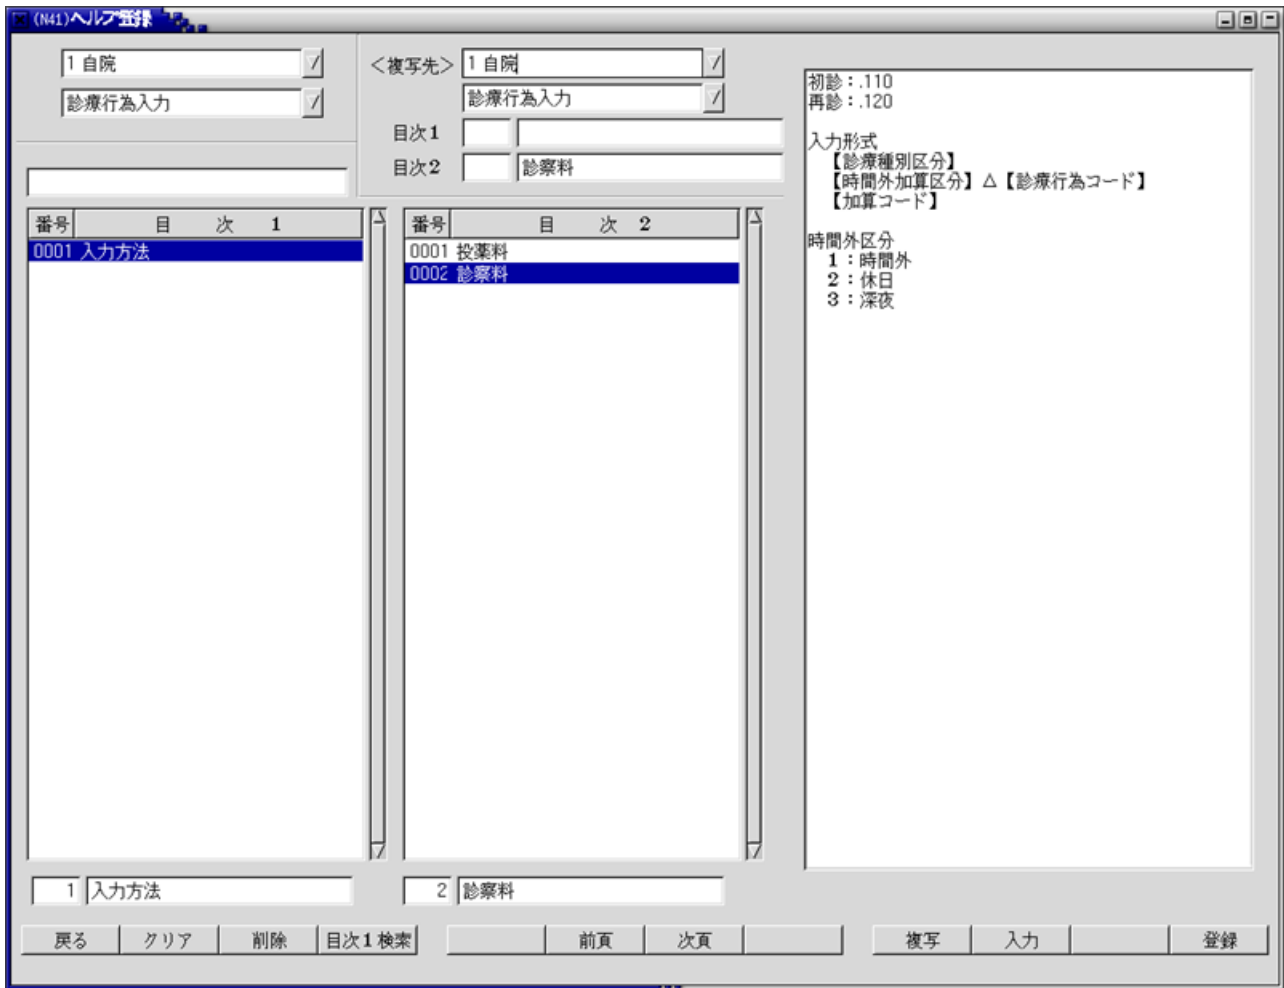 (N41)ヘルプ登録
1 自院
診療行為入力
＜複写先＞ 1 自院
診療行為入力
目次１
目次２ 診察料
番号 目 次 １
0001 入力方法
1 入力方法
番号 目 次 ２
0001 投薬料
0002 診察料
2 診察料
初診：.110
再診：.120
入力形式
【診療種別区分】
【時間外加算区分】△【診療行為コード】
【加算コード】
時間外区分
１：時間外
２：休日
３：深夜
戻る クリア 削除 目次１検索 前頁 次頁 複写 入力 登録